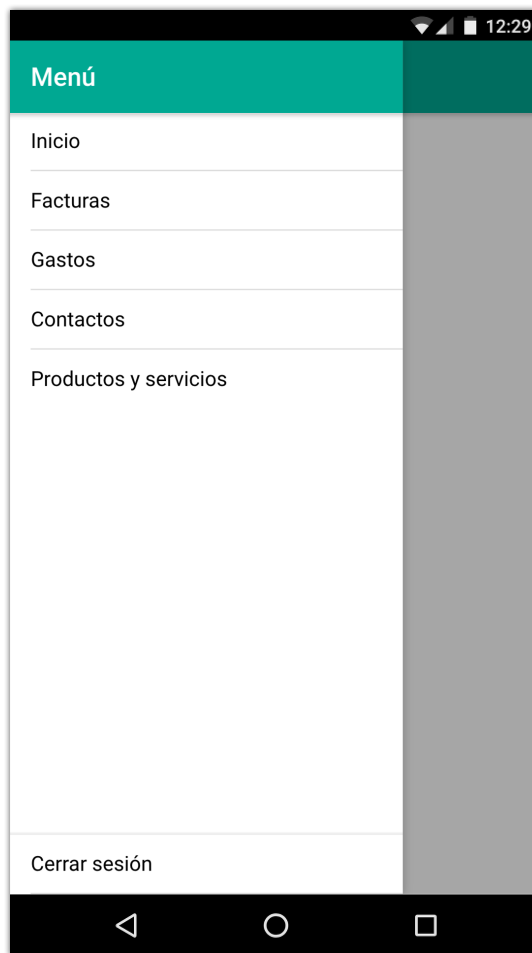 12:29
Menú
Inicio
Facturas
Gastos
Contactos
Productos y servicios
Cerrar sesión